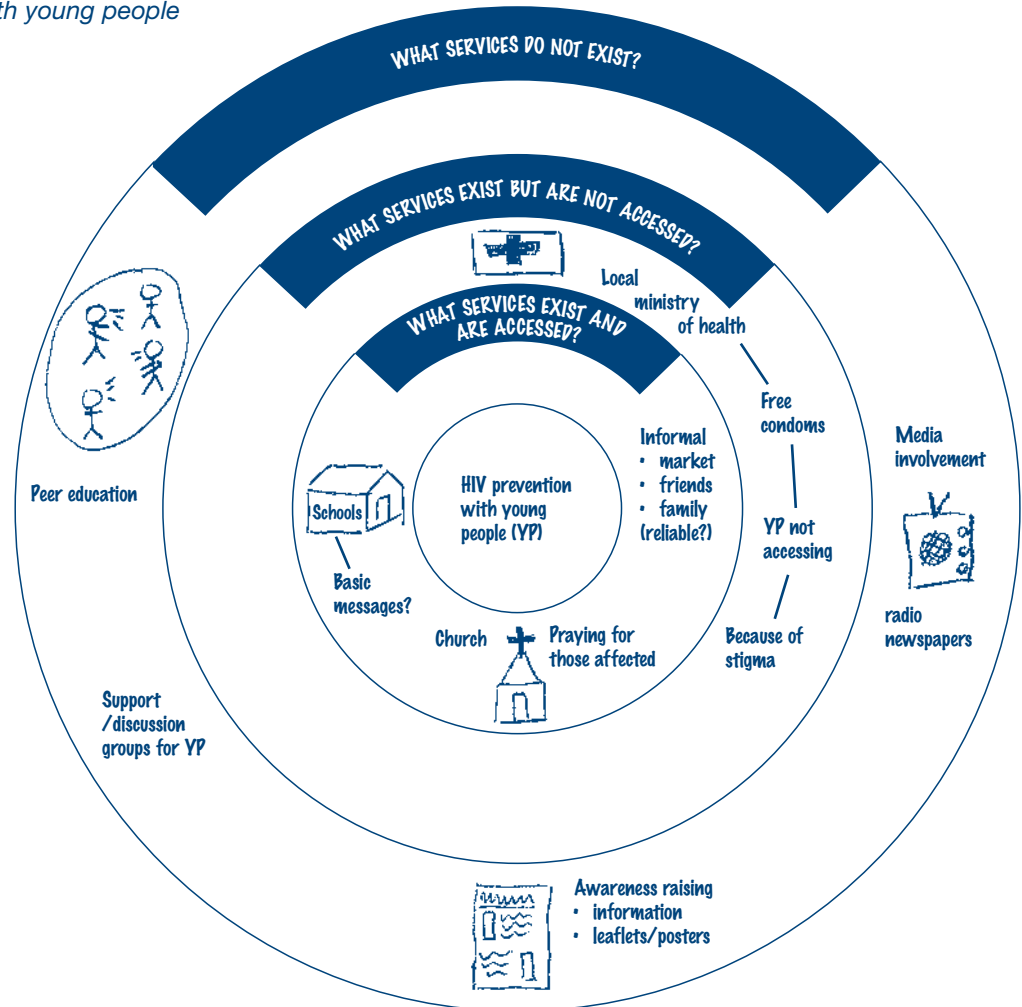 th young people
WHAT SERVICES DO NOT EXIST?
WHAT SERVICES EXIST BUT ARE NOT ACCESSED?
Local
ministry
of health
WHAT SERVICES EXIST AND
ARE ACCESSED?
Free
condoms
YP not
accessing
Because of
stigma
Informal
• market
• friends
• family
(reliable?)
HIV prevention
with young
people (YP)
Schools
Basic
messages?
Church
Praying for
those affected
Peer education
Support
/discussion
groups for YP
Media
involvement
radio
newspapers
Awareness raising
• information
• leaflets/posters